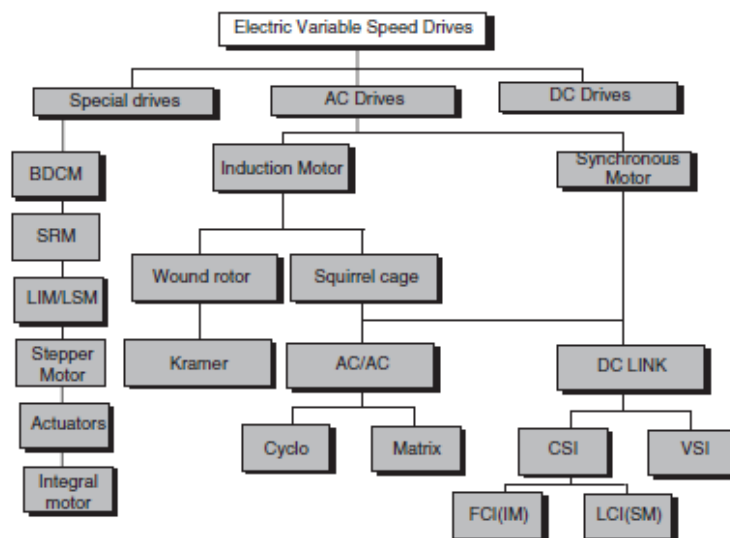 Electric Variable Speed Drives
Special drives
AC Drives
DC Drives
BDCM
Induction Motor
Synchronous
Motor
SRM
Wound rotor
Squirrel cage
LIM/LSM
Stepper
Motor
Kramer
AC/AC
DC LINK
Actuators
Cyclo
Matrix
CSI
VSI
Integral
motor
FCI(IM)
LCI(SM)